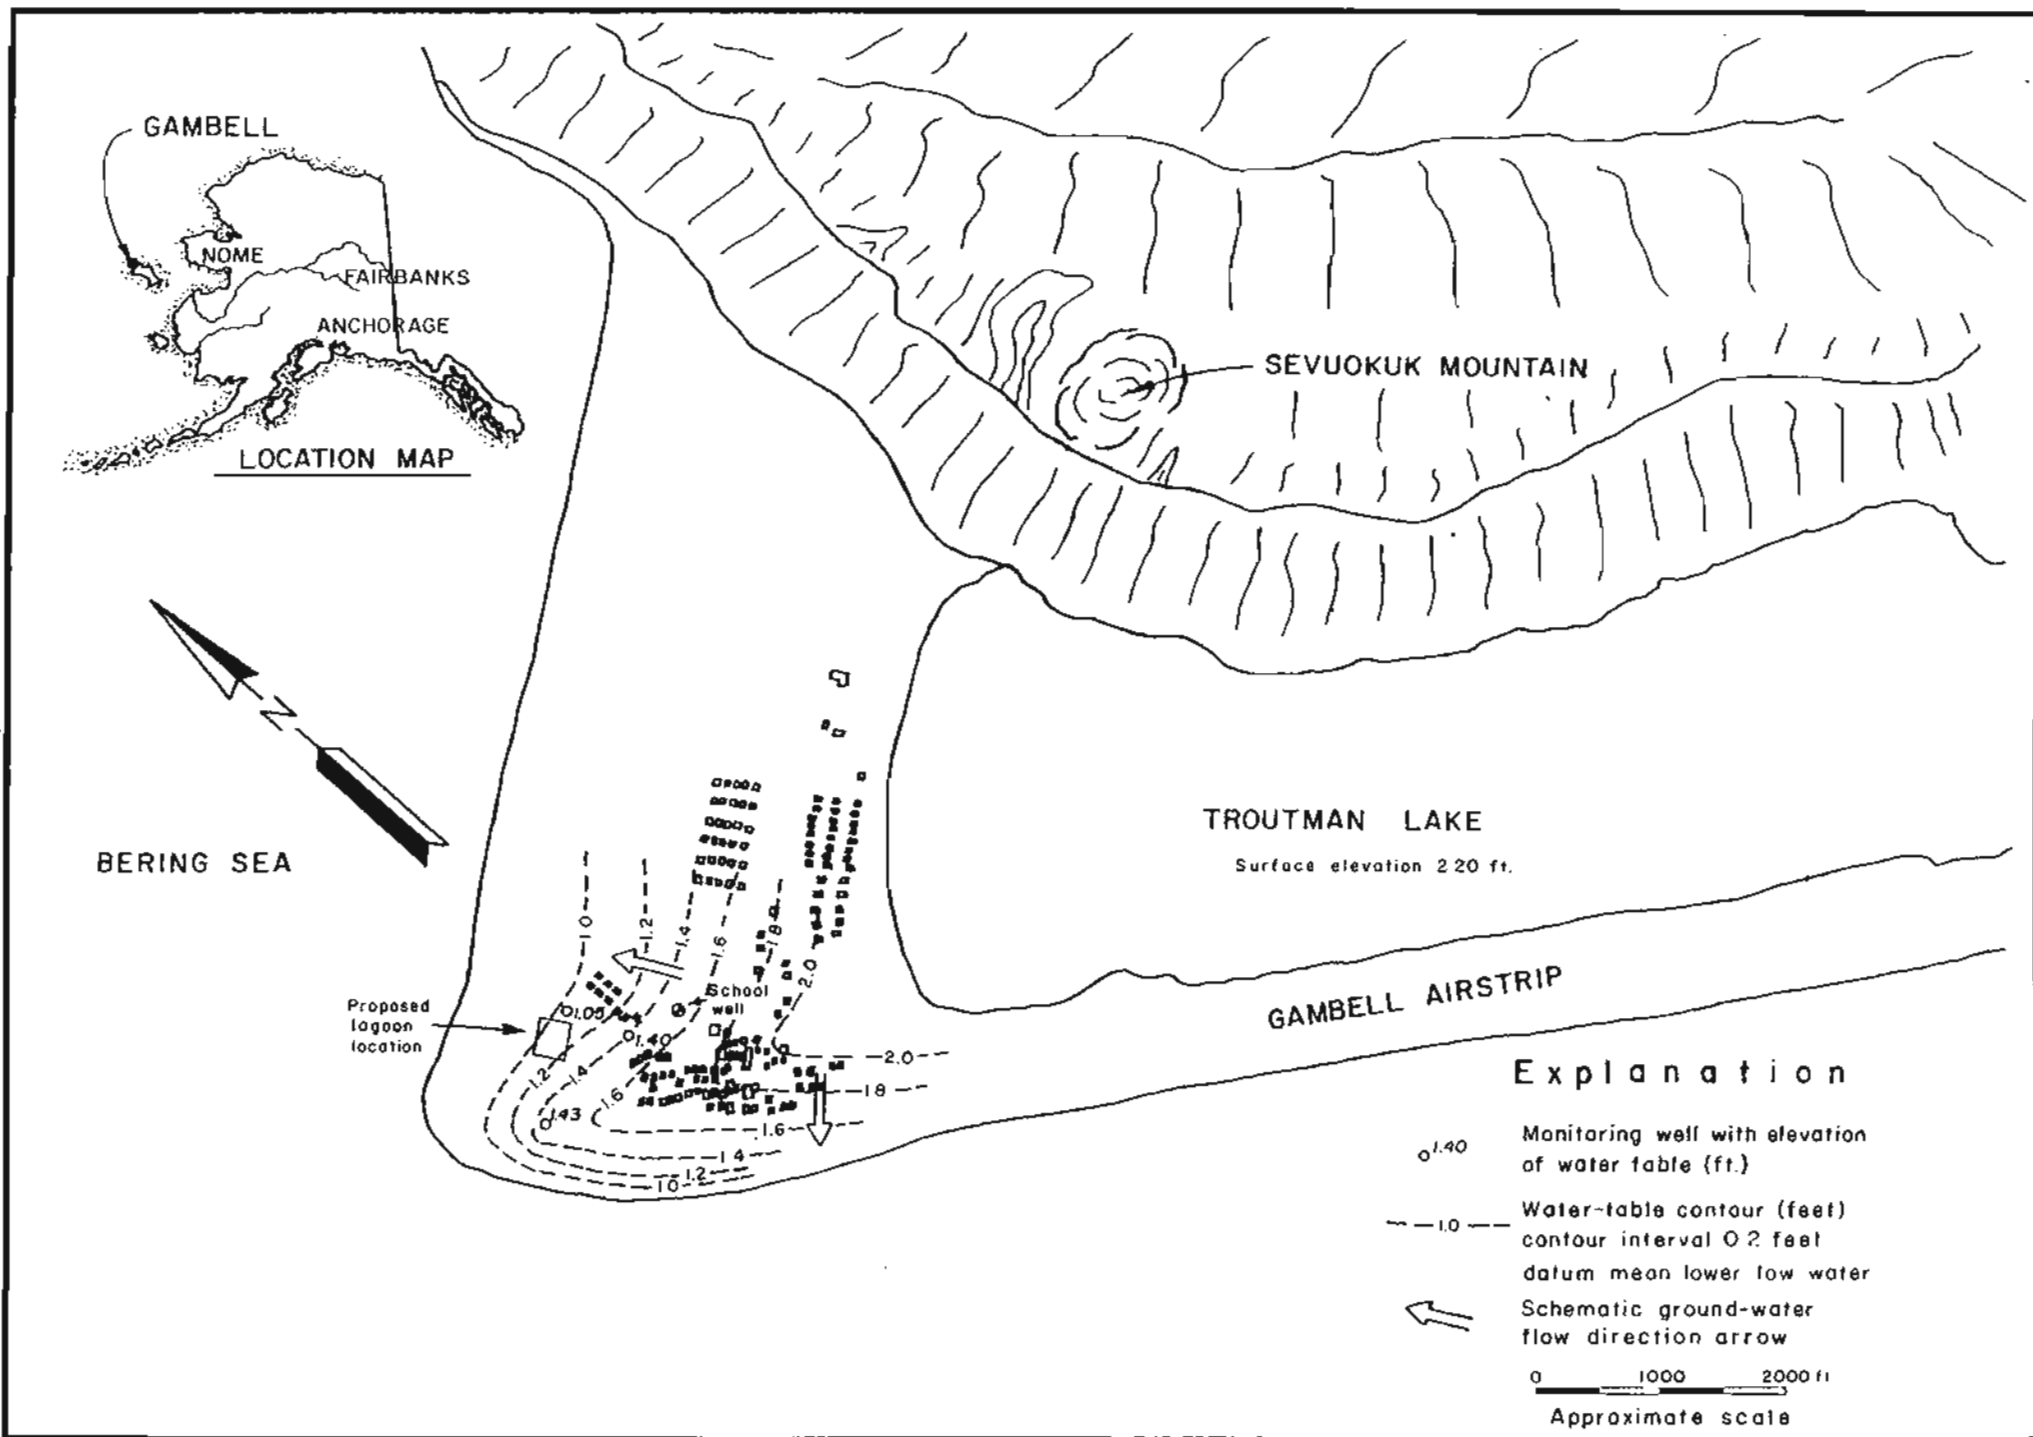 GAMBELL
NOME
FAIRBANKS
ANCHORAGE
LOCATION MAP
SEVUOKUK MOUNTAIN
N
BERING SEA
TROUTMAN LAKE
Surface elevation 2.20 ft.
GAMBELL AIRSTRIP
1.0
1.2
1.4
1.6
1.8
2.0
School
well
Proposed
lagoon
location
1.05
1.40
1.2
1.4
1.6
1.43
2.0
1.8
1.6
1.4
1.2
1.0
Explanation
1.40
Monitoring well with elevation
of water table (ft.)
1.0
Water-table contour (feet)
contour interval 0.2 feet
datum mean lower low water
Schematic ground-water
flow direction arrow
0 1000 2000 ft
Approximate scale